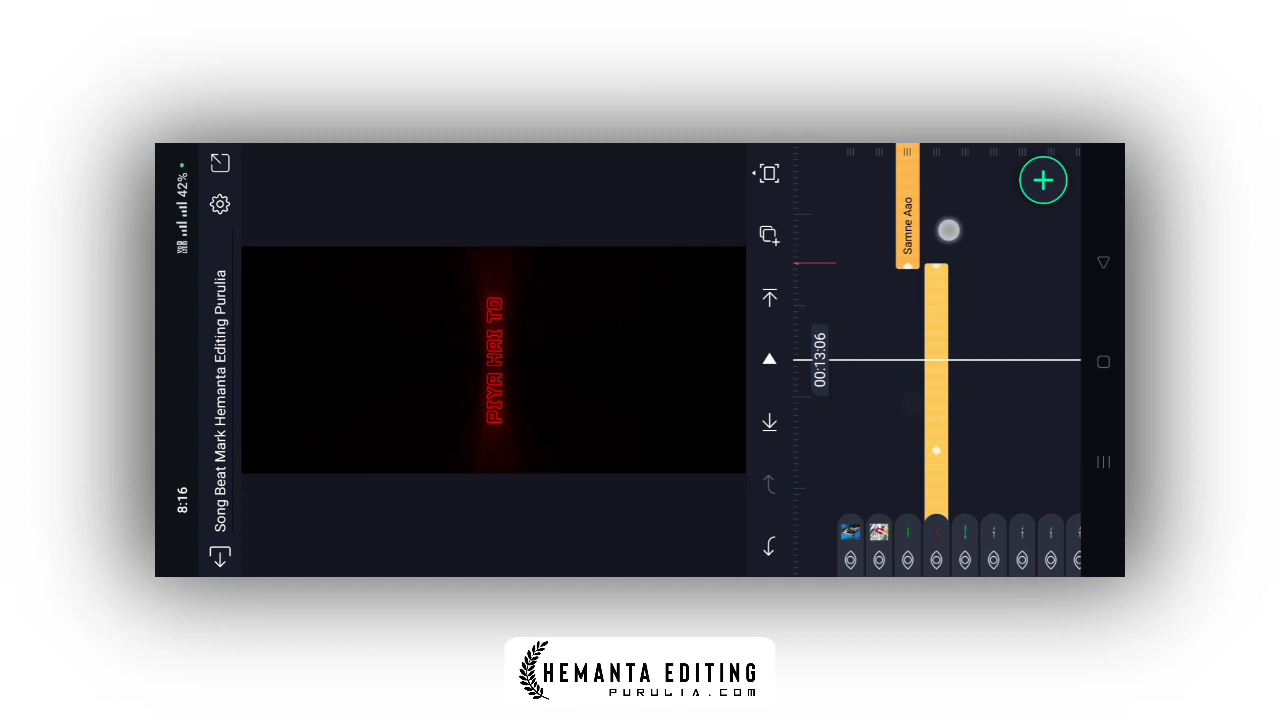 8:16
42%
Song Beat Mark Hemanta Editing Purulia
PIYA HAI TO
00:13:06
Samne Aao
HEMANTA EDITING
PURULIA.COM